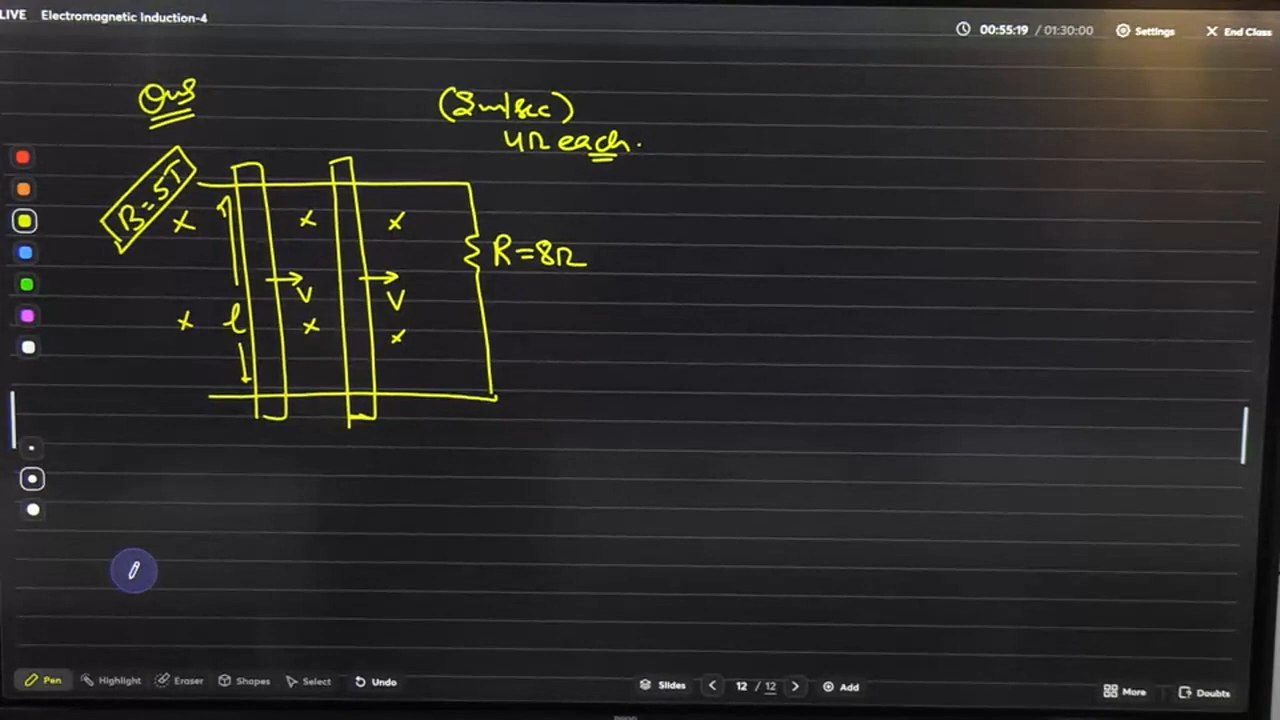 LIVE Electromagnetic Induction-4
00:55:19 / 01:30:00 Settings End Class
Ques
(2m/sec)
4Ω each.
B=5T
x x x
R=8Ω
V V
x l x x
Pen Highlight Eraser Shapes Select Undo Slides 12 / 12 Add More Doubts